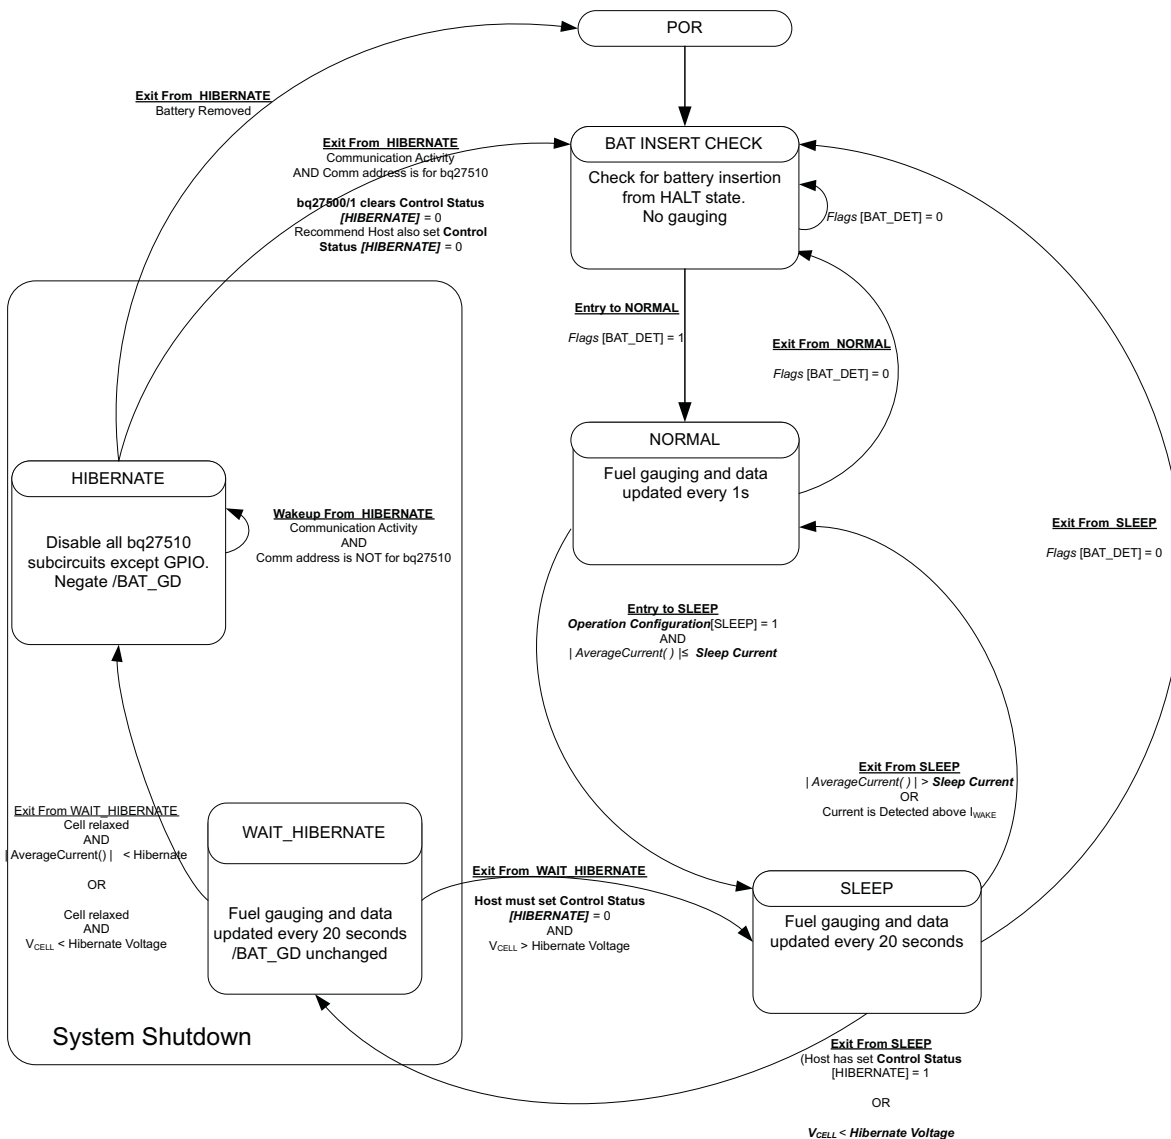 POR
Exit From HIBERNATE
Battery Removed
Exit From HIBERNATE
Communication Activity
AND Comm address is for bq27510
bq27500/1 clears Control Status
[HIBERNATE] = 0
Recommend Host also set Control
Status [HIBERNATE] = 0
BAT INSERT CHECK
Check for battery insertion
from HALT state.
No gauging
Flags [BAT_DET] = 0
Entry to NORMAL
Flags [BAT_DET] = 1
Exit From NORMAL
Flags [BAT_DET] = 0
NORMAL
Fuel gauging and data
updated every 1s
HIBERNATE
Disable all bq27510
subcircuits except GPIO.
Negate /BAT_GD
Wakeup From HIBERNATE
Communication Activity
AND
Comm address is NOT for bq27510
Exit From SLEEP
Flags [BAT_DET] = 0
Entry to SLEEP
Operation Configuration[SLEEP] = 1
AND
| AverageCurrent( ) |≤ Sleep Current
Exit From SLEEP
| AverageCurrent( ) | > Sleep Current
OR
Current is Detected above IWAKE
Exit From WAIT_HIBERNATE
Cell relaxed
AND
| AverageCurrent() | < Hibernate
OR
Cell relaxed
AND
VCELL < Hibernate Voltage
WAIT_HIBERNATE
Fuel gauging and data
updated every 20 seconds
/BAT_GD unchanged
Exit From WAIT_HIBERNATE
Host must set Control Status
[HIBERNATE] = 0
AND
VCELL > Hibernate Voltage
SLEEP
Fuel gauging and data
updated every 20 seconds
System Shutdown
Exit From SLEEP
(Host has set Control Status
[HIBERNATE] = 1
OR
VCELL < Hibernate Voltage